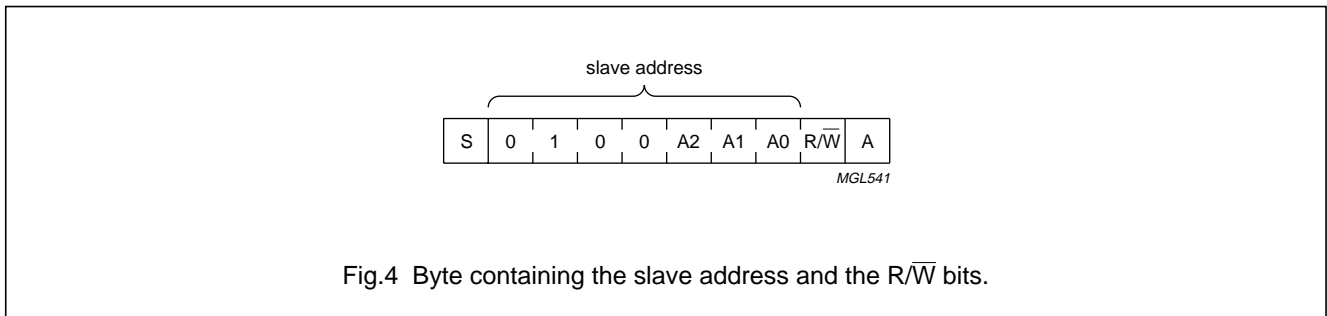 slave address
S 0 1 0 0 A2 A1 A0 R/W̅ A
MGL541
Fig.4 Byte containing the slave address and the R/W̅ bits.